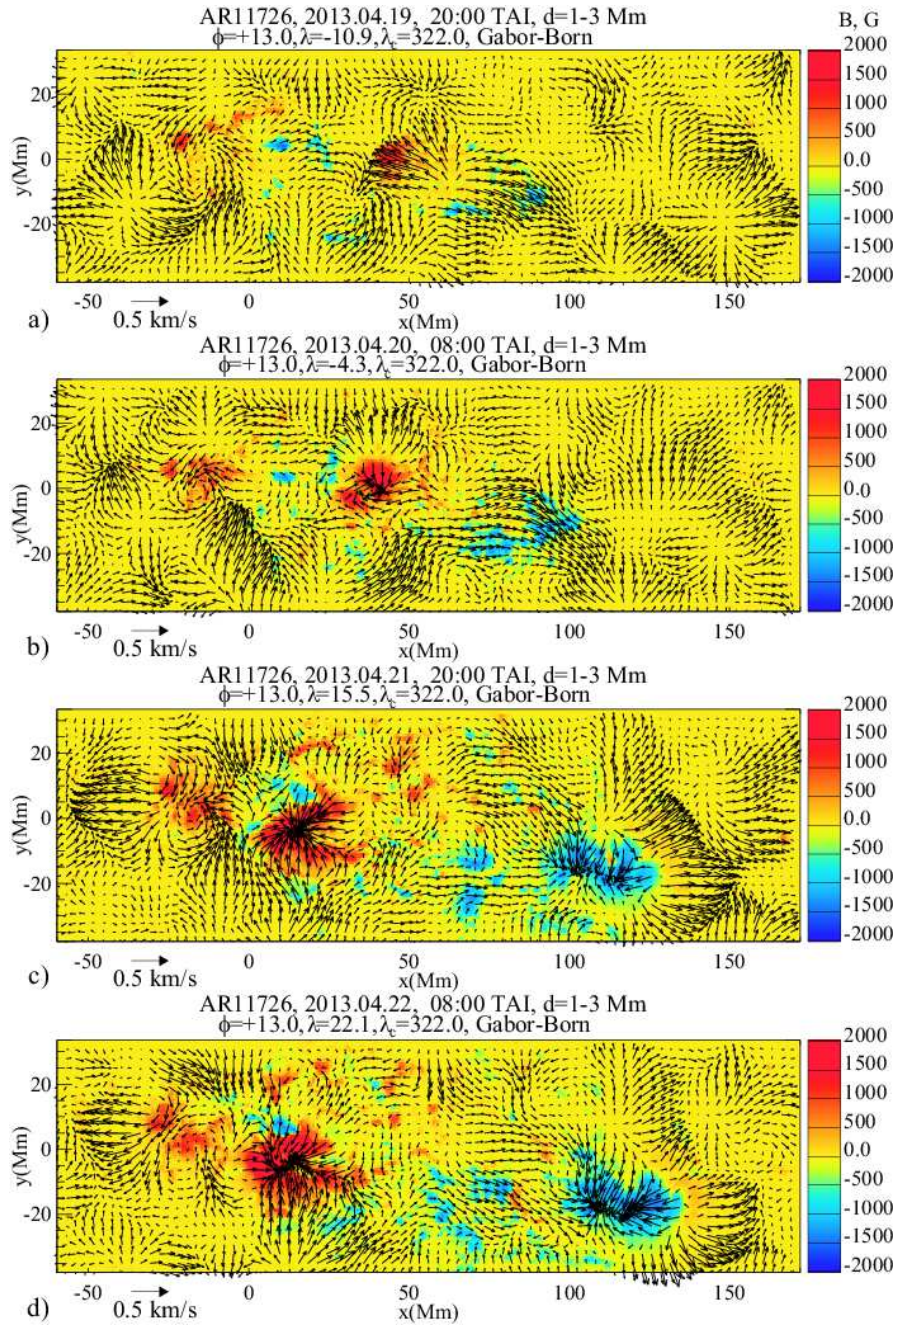 AR11726, 2013.04.19, 20:00 TAI, d=1-3 Mm
ϕ=+13.0,λ=-10.9,λc=322.0, Gabor-Born
B, G
2000
1500
1000
500
0.0
-500
-1000
-1500
-2000
y(Mm)
20
0
-20
-50 0 50 100 150
a) 0.5 km/s x(Mm)
AR11726, 2013.04.20, 08:00 TAI, d=1-3 Mm
ϕ=+13.0,λ=-4.3,λc=322.0, Gabor-Born
2000
1500
1000
500
0.0
-500
-1000
-1500
-2000
y(Mm)
20
0
-20
-50 0 50 100 150
b) 0.5 km/s x(Mm)
AR11726, 2013.04.21, 20:00 TAI, d=1-3 Mm
ϕ=+13.0,λ=15.5,λc=322.0, Gabor-Born
2000
1500
1000
500
0.0
-500
-1000
-1500
-2000
y(Mm)
20
0
-20
-50 0 50 100 150
c) 0.5 km/s x(Mm)
AR11726, 2013.04.22, 08:00 TAI, d=1-3 Mm
ϕ=+13.0,λ=22.1,λc=322.0, Gabor-Born
2000
1500
1000
500
0.0
-500
-1000
-1500
-2000
y(Mm)
20
0
-20
-50 0 50 100 150
d) 0.5 km/s x(Mm)